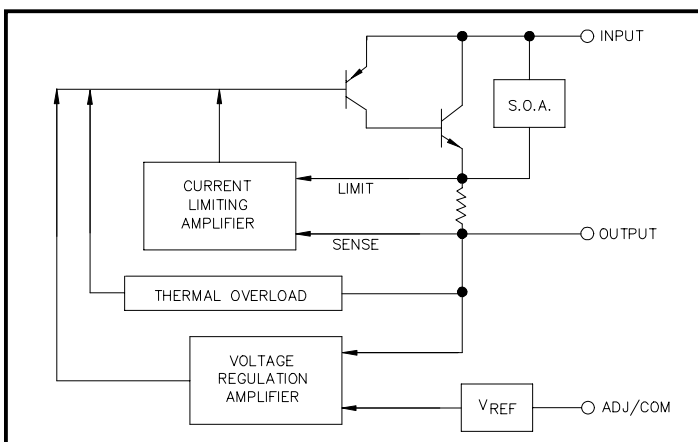 INPUT
S.O.A.
CURRENT
LIMITING
AMPLIFIER
LIMIT
SENSE
OUTPUT
THERMAL OVERLOAD
VOLTAGE
REGULATION
AMPLIFIER
VREF
ADJ/COM